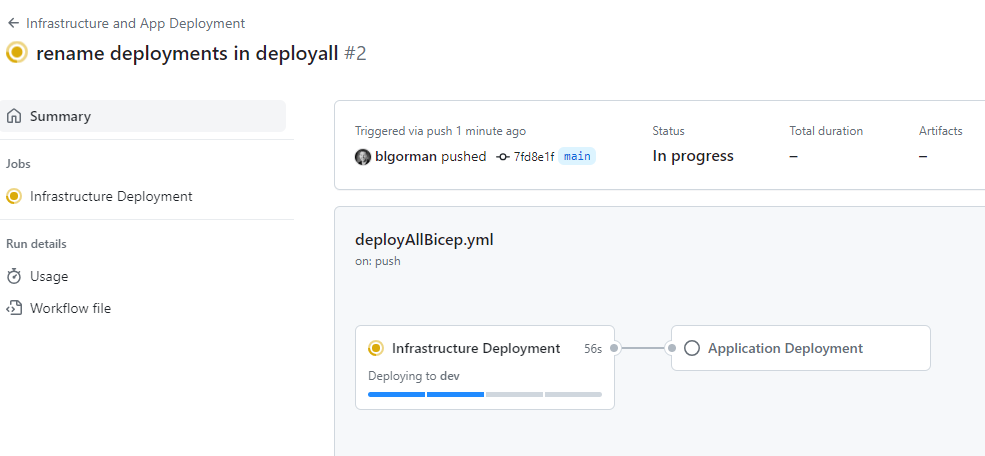 ← Infrastructure and App Deployment
rename deployments in deployall #2
Summary
Jobs
Infrastructure Deployment
Run details
Usage
Workflow file
Triggered via push 1 minute ago
blgorman pushed 7fd8e1f main
Status
In progress
Total duration
–
Artifacts
–
deployAllBicep.yml
on: push
Infrastructure Deployment 56s
Deploying to dev
Application Deployment